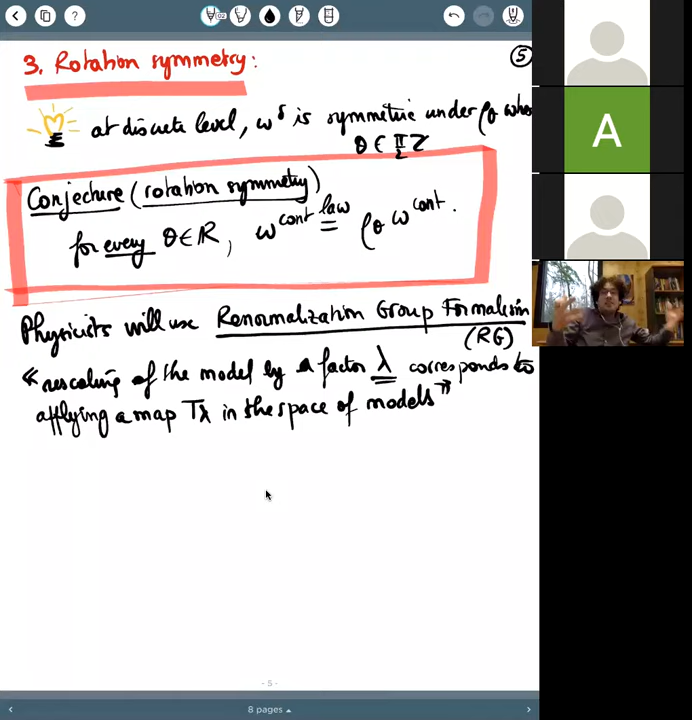 ⑤
3. Rotation symmetry:
at discrete level, ω^δ is symmetric under ρ_θ when
θ ∈ π/2 ℤ
Conjecture (rotation symmetry)
for every θ ∈ ℝ, ω^cont law = ρ_θ ω^cont.
Physicists will use Renormalization Group Formalism
(RG)
« rescaling of the model by a factor λ corresponds to
applying a map T_λ in the space of models »
A
- 5 -
8 pages